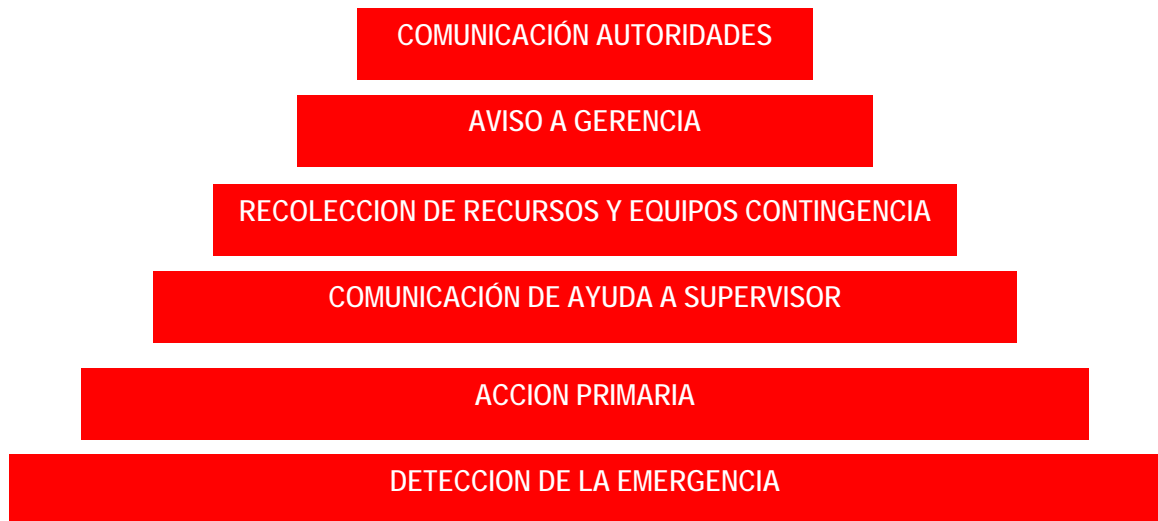 COMUNICACIÓN AUTORIDADES
AVISO A GERENCIA
RECOLECCION DE RECURSOS Y EQUIPOS CONTINGENCIA
COMUNICACIÓN DE AYUDA A SUPERVISOR
ACCION PRIMARIA
DETECCION DE LA EMERGENCIA